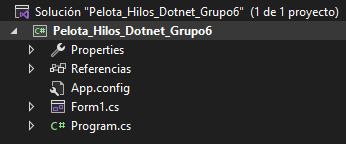 Solución "Pelota_Hilos_Dotnet_Grupo6" (1 de 1 proyecto)
C# Pelota_Hilos_Dotnet_Grupo6
Properties
Referencias
App.config
Form1.cs
C# Program.cs